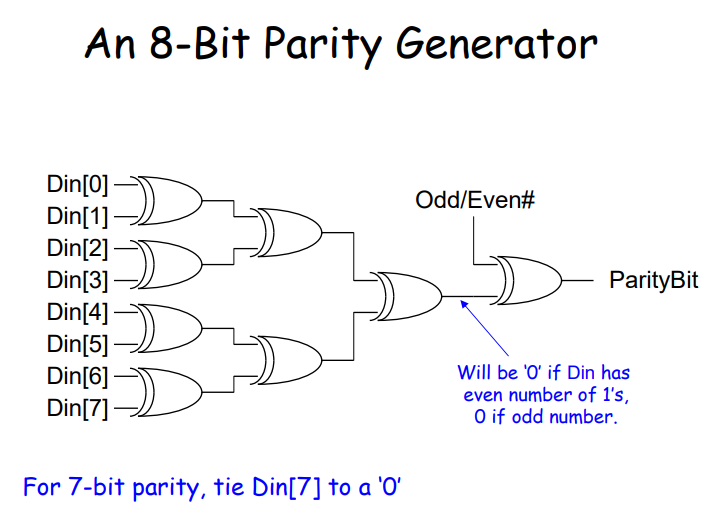 An 8-Bit Parity Generator
Din[0]
Din[1]
Din[2]
Din[3]
Din[4]
Din[5]
Din[6]
Din[7]
Odd/Even#
ParityBit
Will be '0' if Din has
even number of 1's,
0 if odd number.
For 7-bit parity, tie Din[7] to a '0'